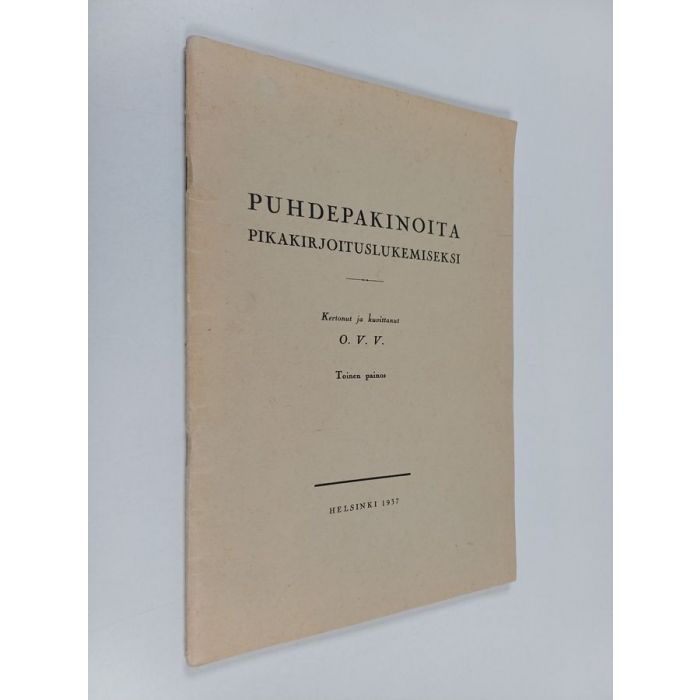 PUHDEPAKINOITA
PIKAKIRJOITUSLUKEMISEKSI
Kertonut ja kuvittanut
O. V. V.
Toinen painos
HELSINKI 1937